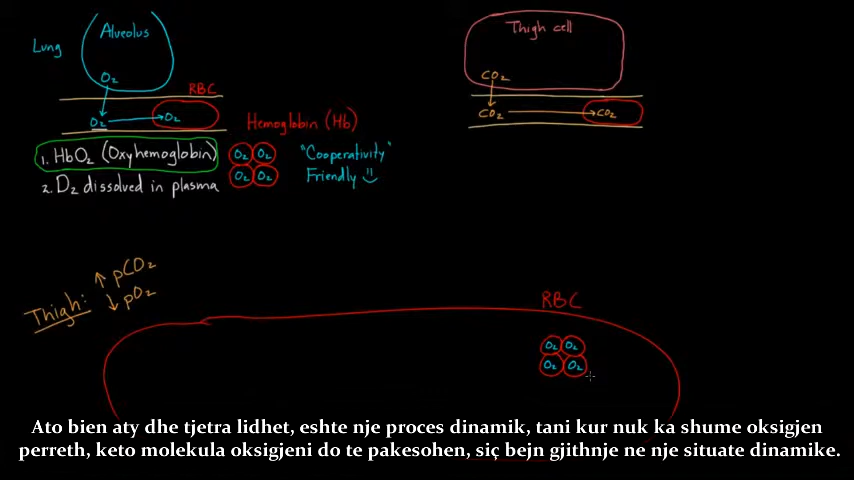 Lung
Alveolus
O₂
RBC
O₂
O₂
Hemoglobin (Hb)
1. HbO₂ (Oxyhemoglobin)
2. O₂ dissolved in plasma
O₂ O₂
O₂ O₂
"Cooperativity"
Friendly
Thigh cell
CO₂
CO₂
CO₂
Thigh:
↑ pCO₂
↓ pO₂
RBC
O₂ O₂
O₂ O₂
Ato bien aty dhe tjetra lidhet, eshte nje proces dinamik, tani kur nuk ka shume oksigjen
perreth, keto molekula oksigjeni do te pakesohen, siç bejn gjithnje ne nje situate dinamike.